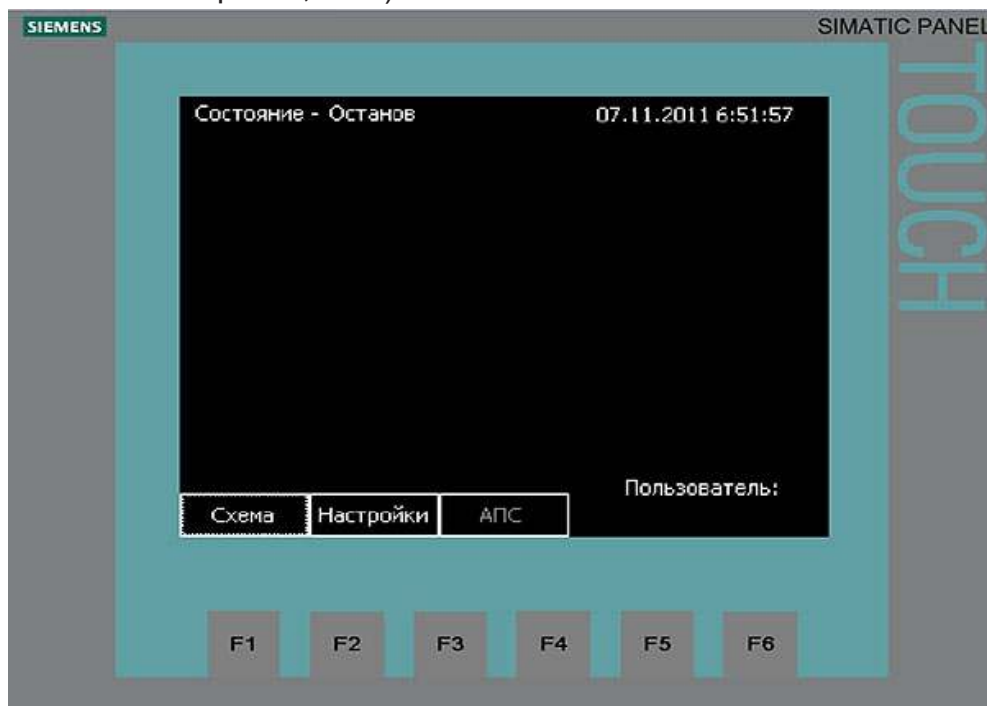 SIEMENS
SIMATIC PANEL
TOUCH
Состояние - Останов
07.11.2011 6:51:57
Пользователь:
Схема
Настройки
АПС
F1
F2
F3
F4
F5
F6